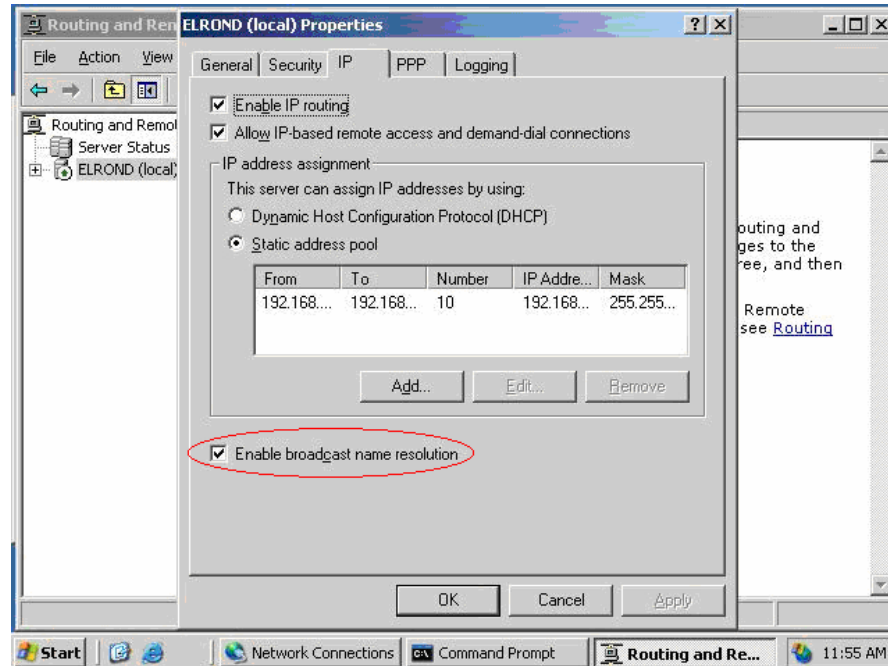 Routing and Ren
ELROND (local) Properties
File Action View
General Security IP PPP Logging
Enable IP routing
Routing and Remot
Allow IP-based remote access and demand-dial connections
Server Status
ELROND (local)
IP address assignment
This server can assign IP addresses by using:
Dynamic Host Configuration Protocol (DHCP)
Static address pool
From To Number IP Addre... Mask
192.168.... 192.168... 10 192.168... 255.255...
Add... Edit... Remove
Enable broadcast name resolution
outing and
ges to the
ree, and then
Remote
see Routing
OK Cancel Apply
Start Network Connections Command Prompt Routing and Re... 11:55 AM